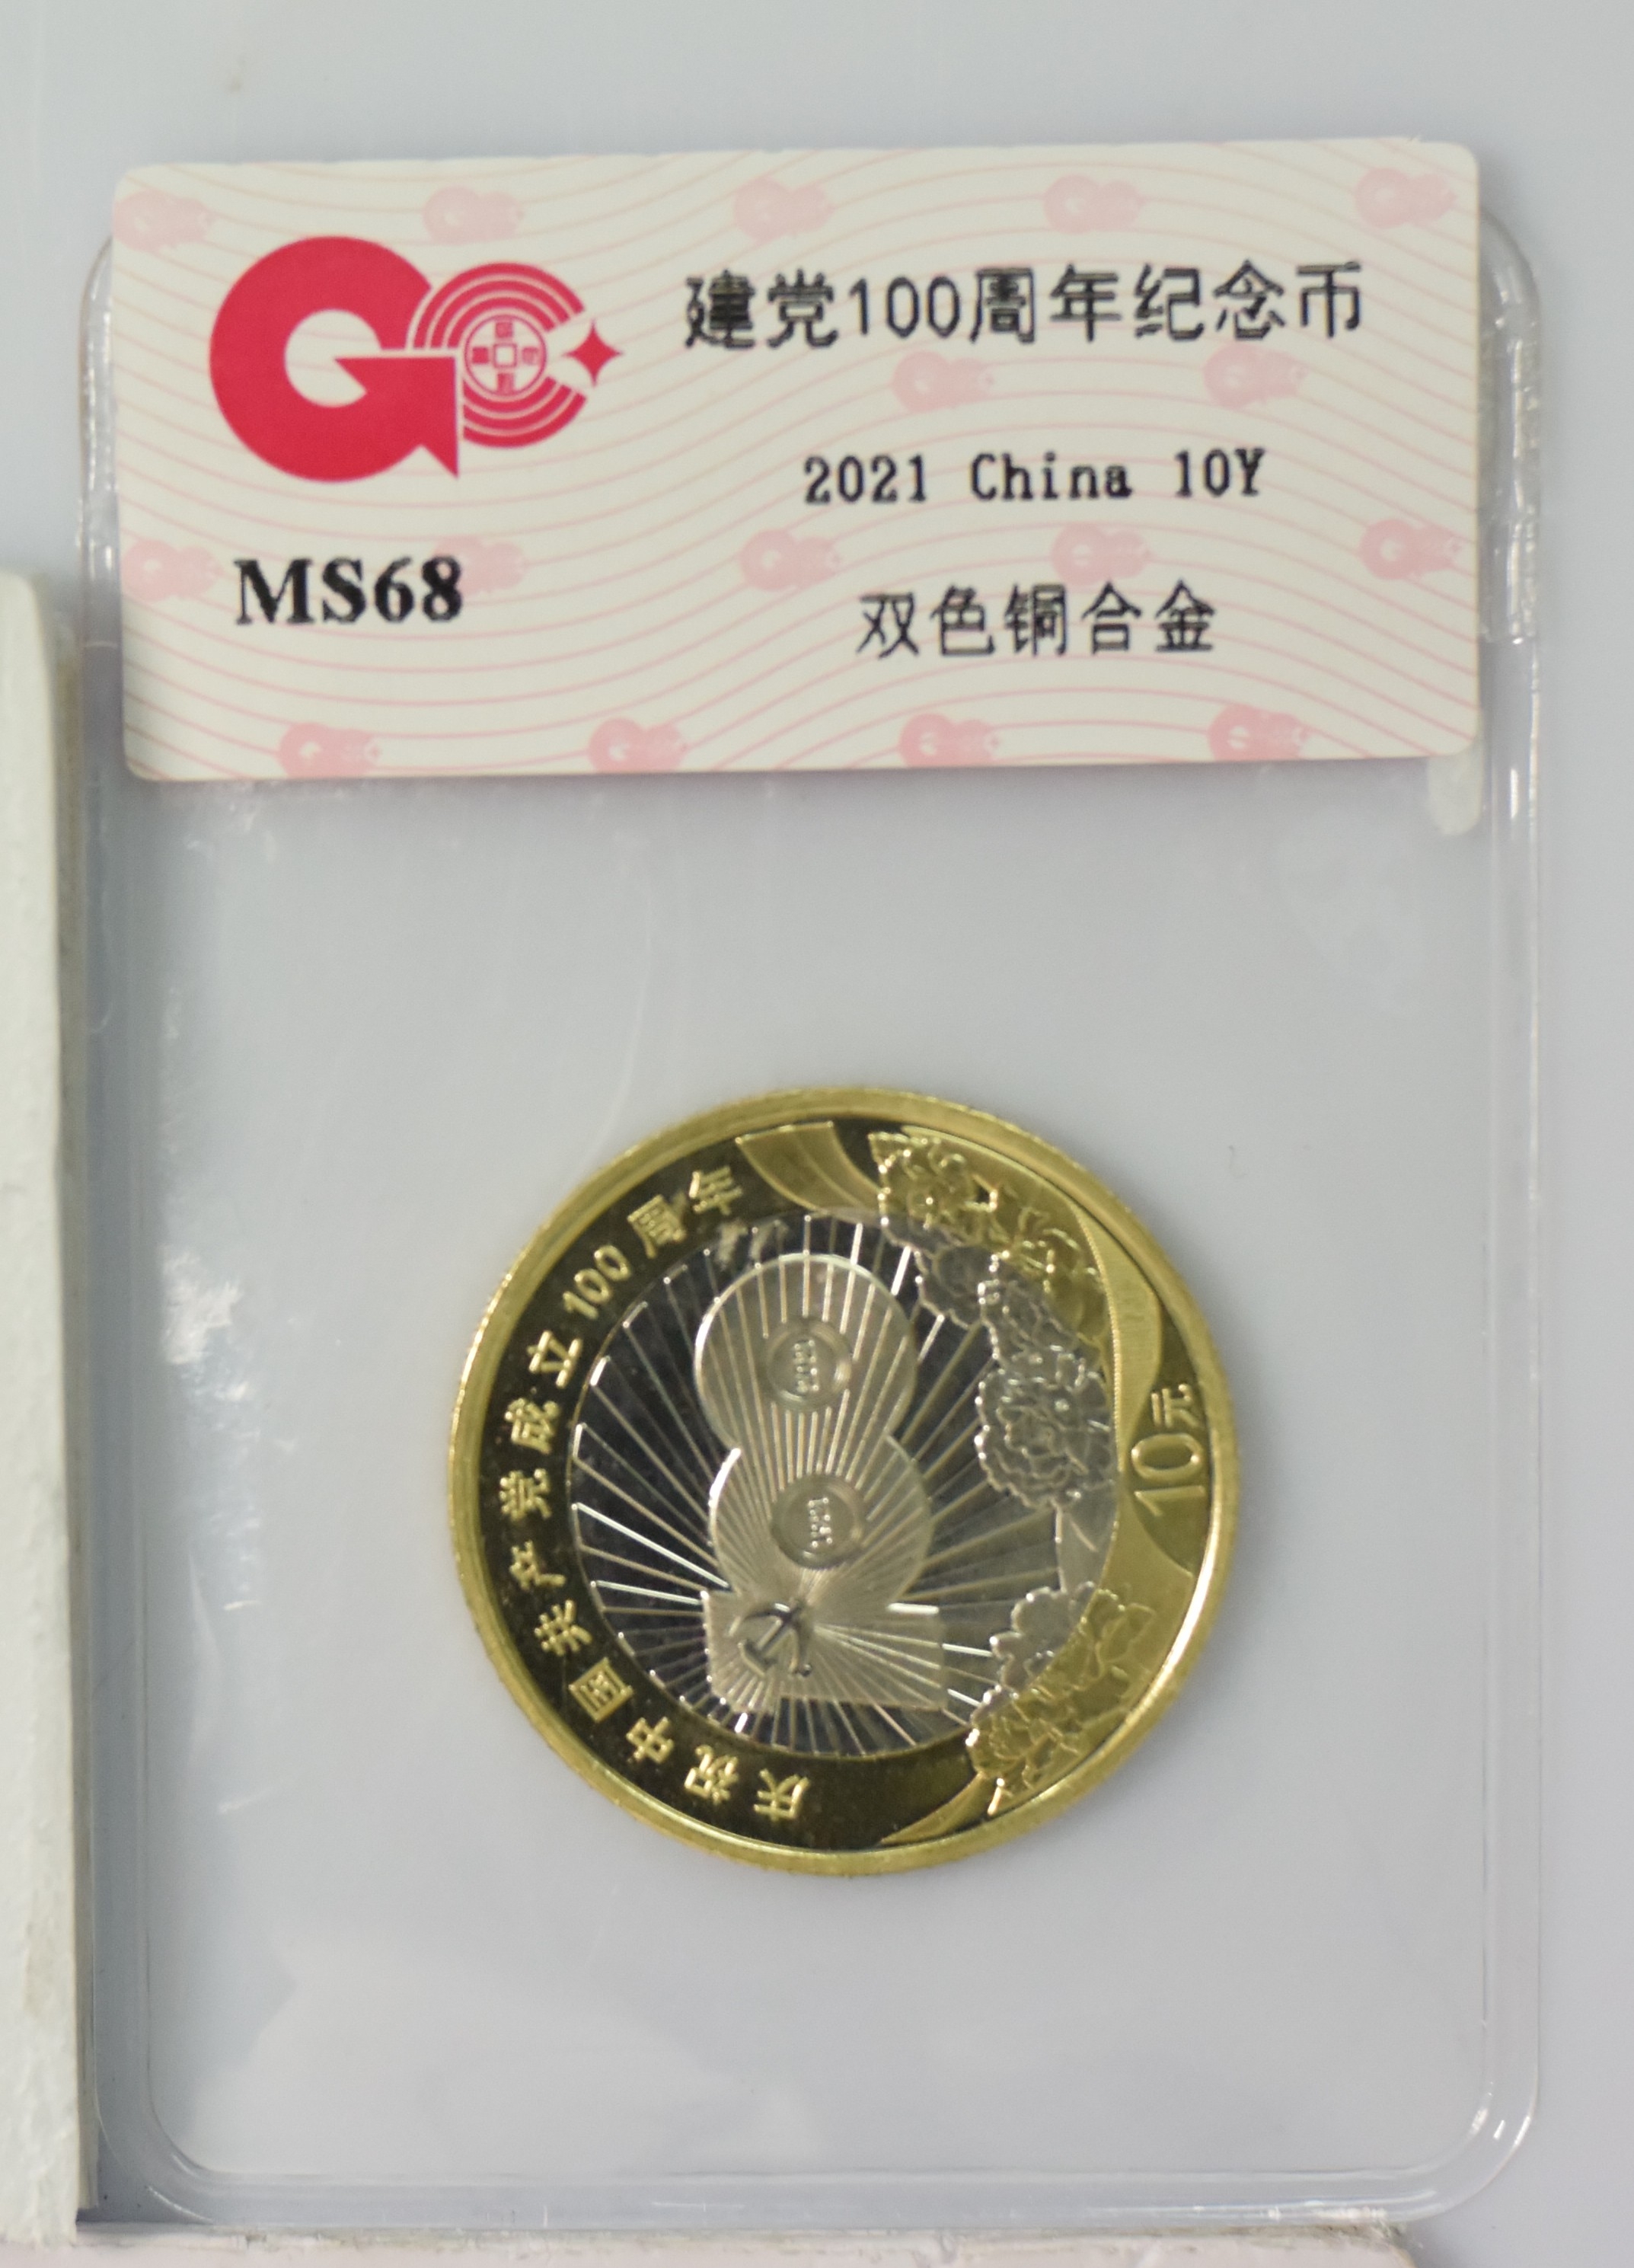 建党100周年纪念币
2021 China 10¥
MS68
双色铜合金
庆祝中国共产党成立100周年
10元